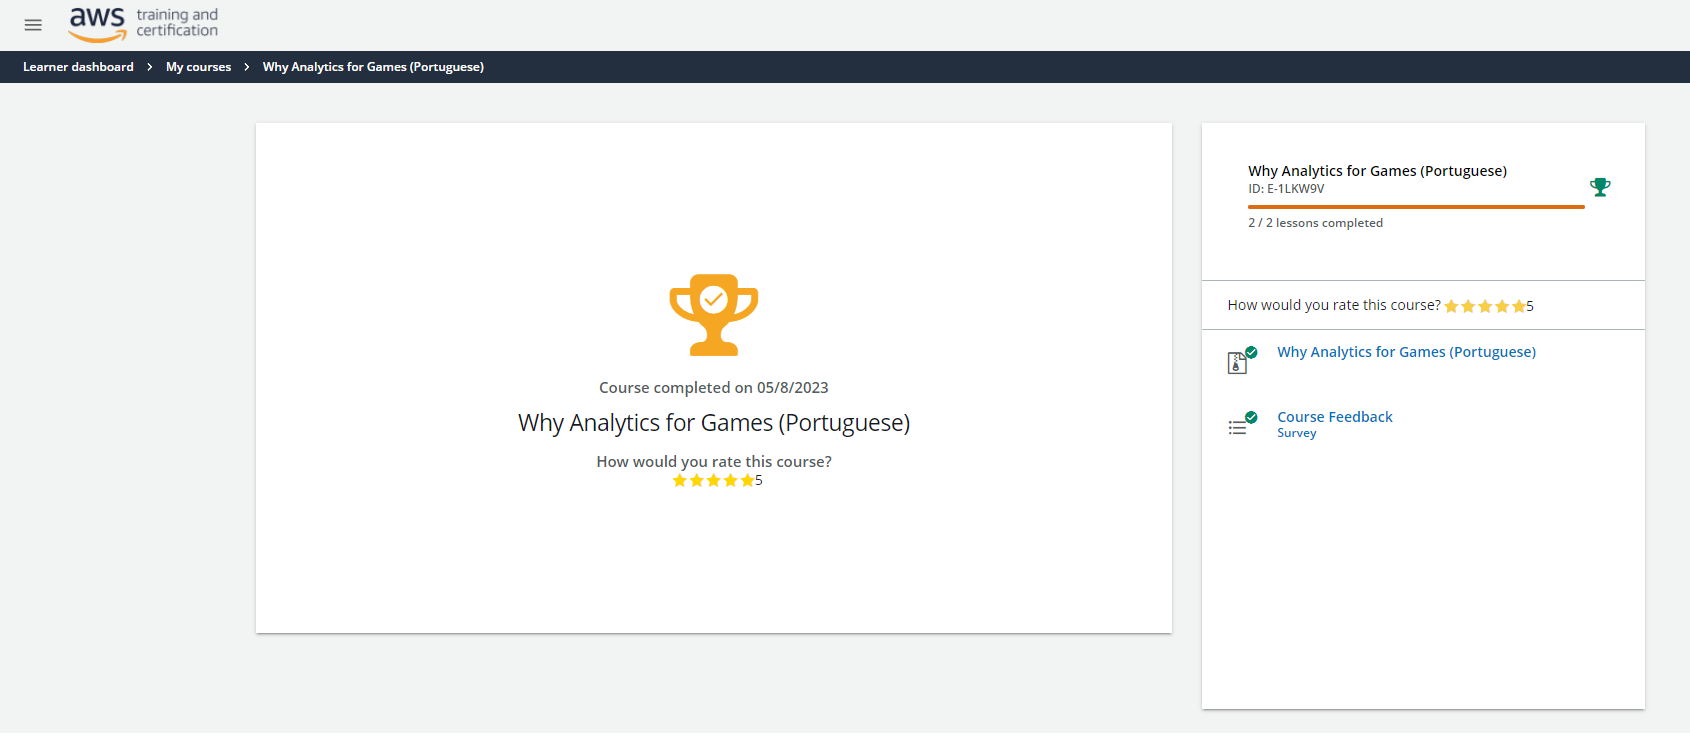 aws training and
certification
Learner dashboard > My courses > Why Analytics for Games (Portuguese)
Course completed on 05/8/2023
Why Analytics for Games (Portuguese)
How would you rate this course?
5
Why Analytics for Games (Portuguese)
ID: E-1LKW9V
2 / 2 lessons completed
How would you rate this course? 5
Why Analytics for Games (Portuguese)
Course Feedback
Survey